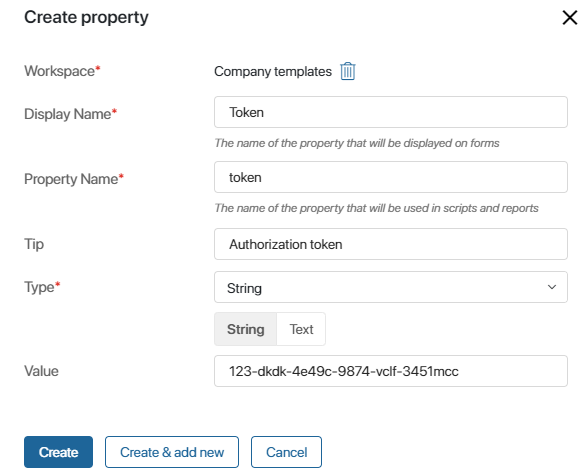 Create property
Workspace* Company templates
Display Name* Token
The name of the property that will be displayed on forms
Property Name* token
The name of the property that will be used in scripts and reports
Tip Authorization token
Type* String
String Text
Value 123-dkdk-4e49c-9874-vclf-3451mcc
Create Create & add new Cancel